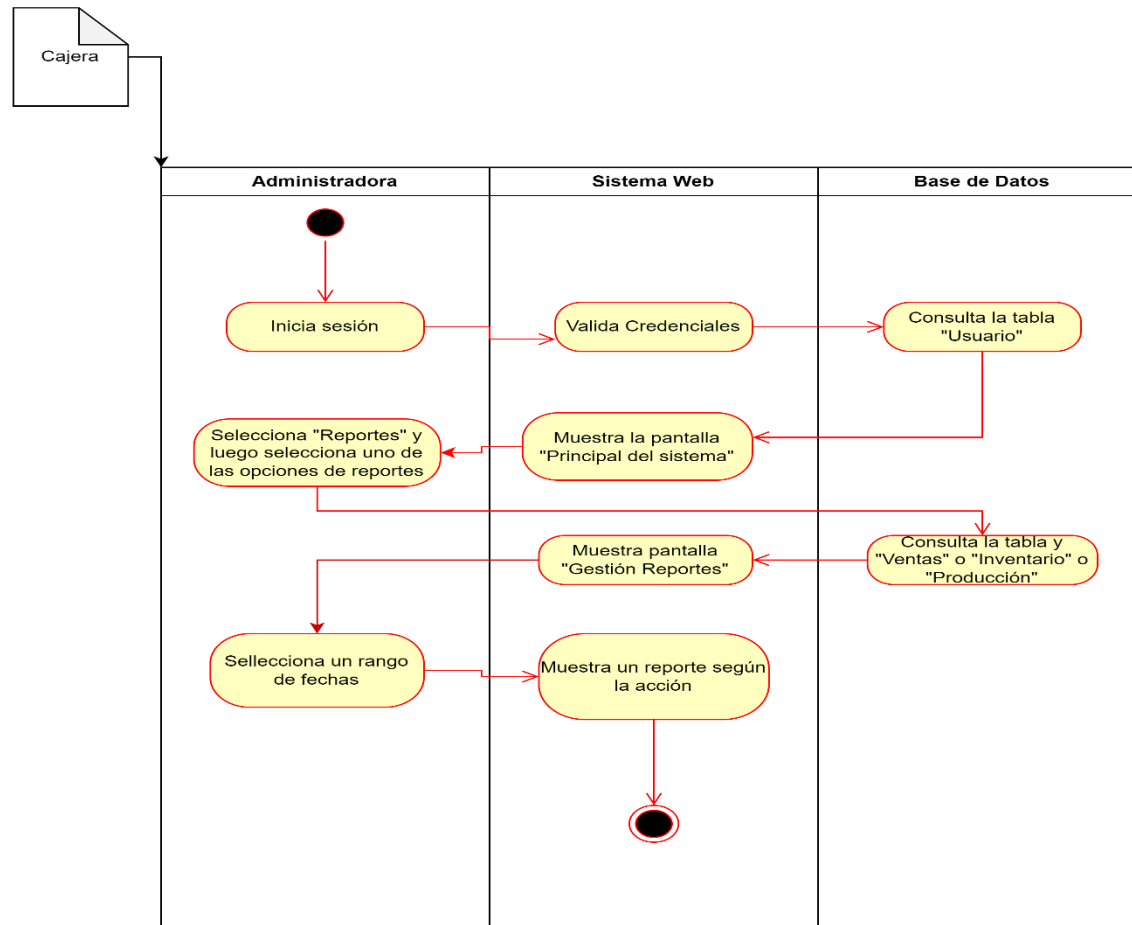 Cajera
Administradora
Sistema Web
Base de Datos
Inicia sesión
Valida Credenciales
Consulta la tabla
"Usuario"
Selecciona "Reportes" y
luego selecciona uno de
las opciones de reportes
Muestra la pantalla
"Principal del sistema"
Muestra pantalla
"Gestión Reportes"
Consulta la tabla y
"Ventas" o "Inventario" o
"Producción"
Sellecciona un rango
de fechas
Muestra un reporte según
la acción